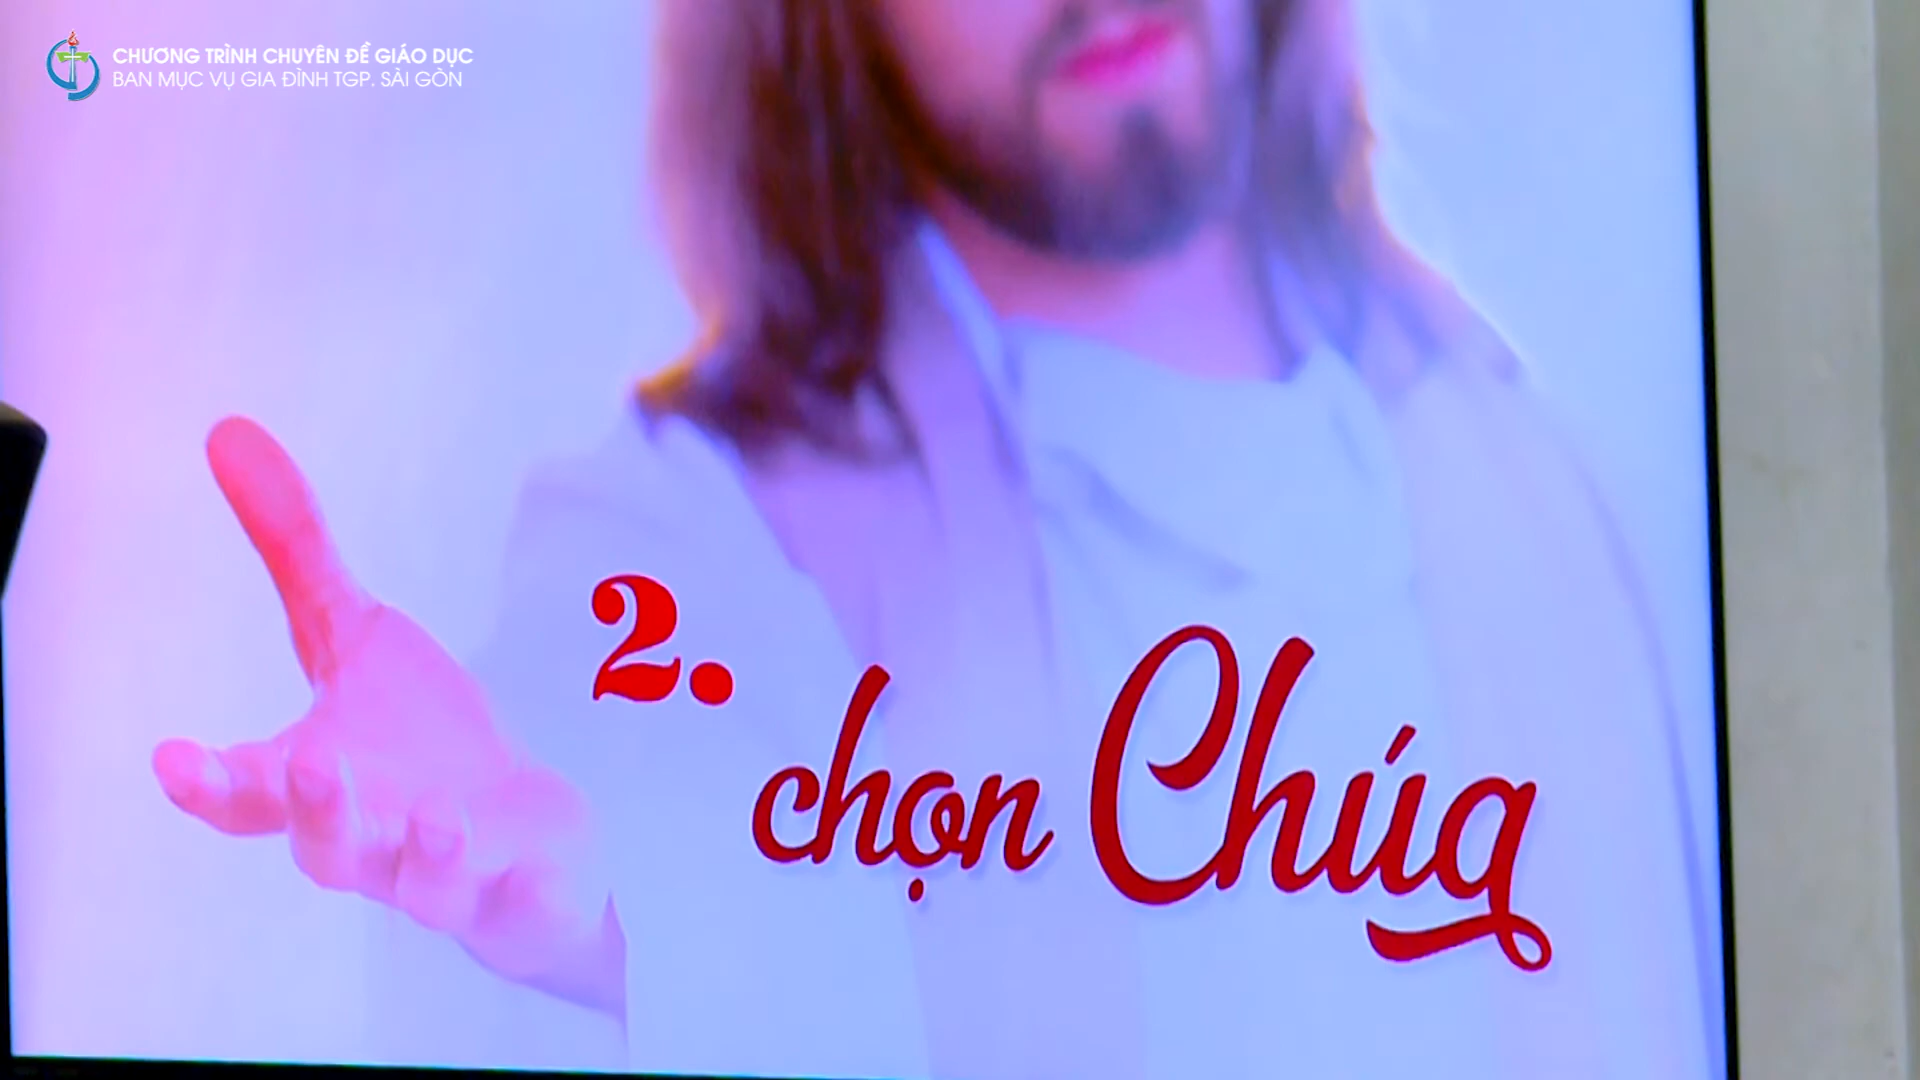 CHƯƠNG TRÌNH CHUYÊN ĐỀ GIÁO DỤC
BAN MỤC VỤ GIA ĐÌNH TGP. SÀI GÒN
2.
chọn Chúa